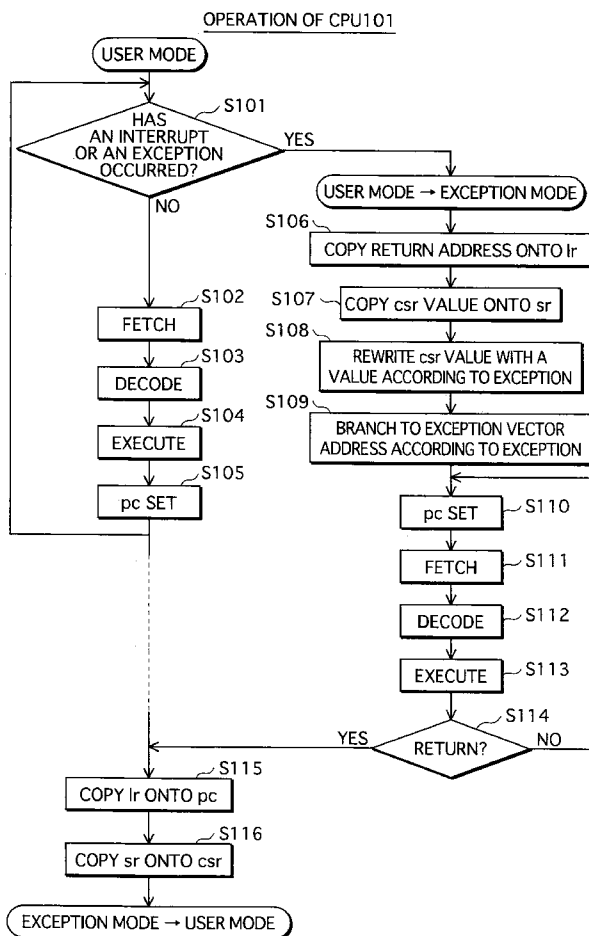 OPERATION OF CPU101
USER MODE
S101
HAS
AN INTERRUPT
OR AN EXCEPTION
OCCURRED?
YES
NO
USER MODE → EXCEPTION MODE
S106
COPY RETURN ADDRESS ONTO lr
S107
COPY csr VALUE ONTO sr
S108
REWRITE csr VALUE WITH A
VALUE ACCORDING TO EXCEPTION
S109
BRANCH TO EXCEPTION VECTOR
ADDRESS ACCORDING TO EXCEPTION
S102
FETCH
S103
DECODE
S104
EXECUTE
S105
pc SET
S110
pc SET
S111
FETCH
S112
DECODE
S113
EXECUTE
S114
RETURN?
YES
NO
S115
COPY lr ONTO pc
S116
COPY sr ONTO csr
EXCEPTION MODE → USER MODE